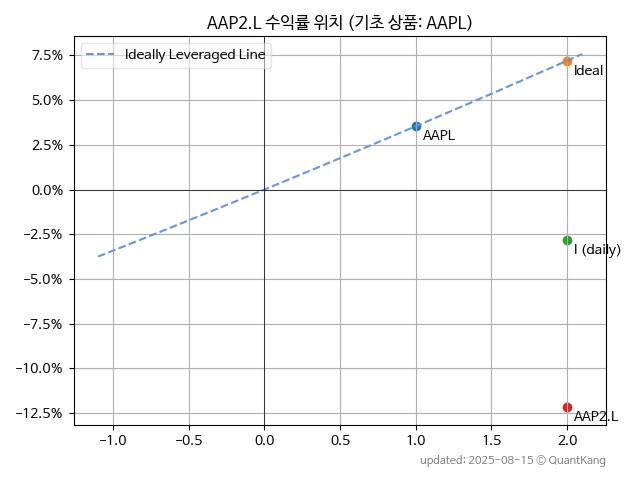 AAP2.L 수익률 위치 (기초 상품: AAPL)
Ideally Leveraged Line
7.5%
5.0%
2.5%
0.0%
−2.5%
−5.0%
−7.5%
−10.0%
−12.5%
Ideal
AAPL
I (daily)
AAP2.L
−1.0 −0.5 0.0 0.5 1.0 1.5 2.0
updated: 2025-08-15 © QuantKang